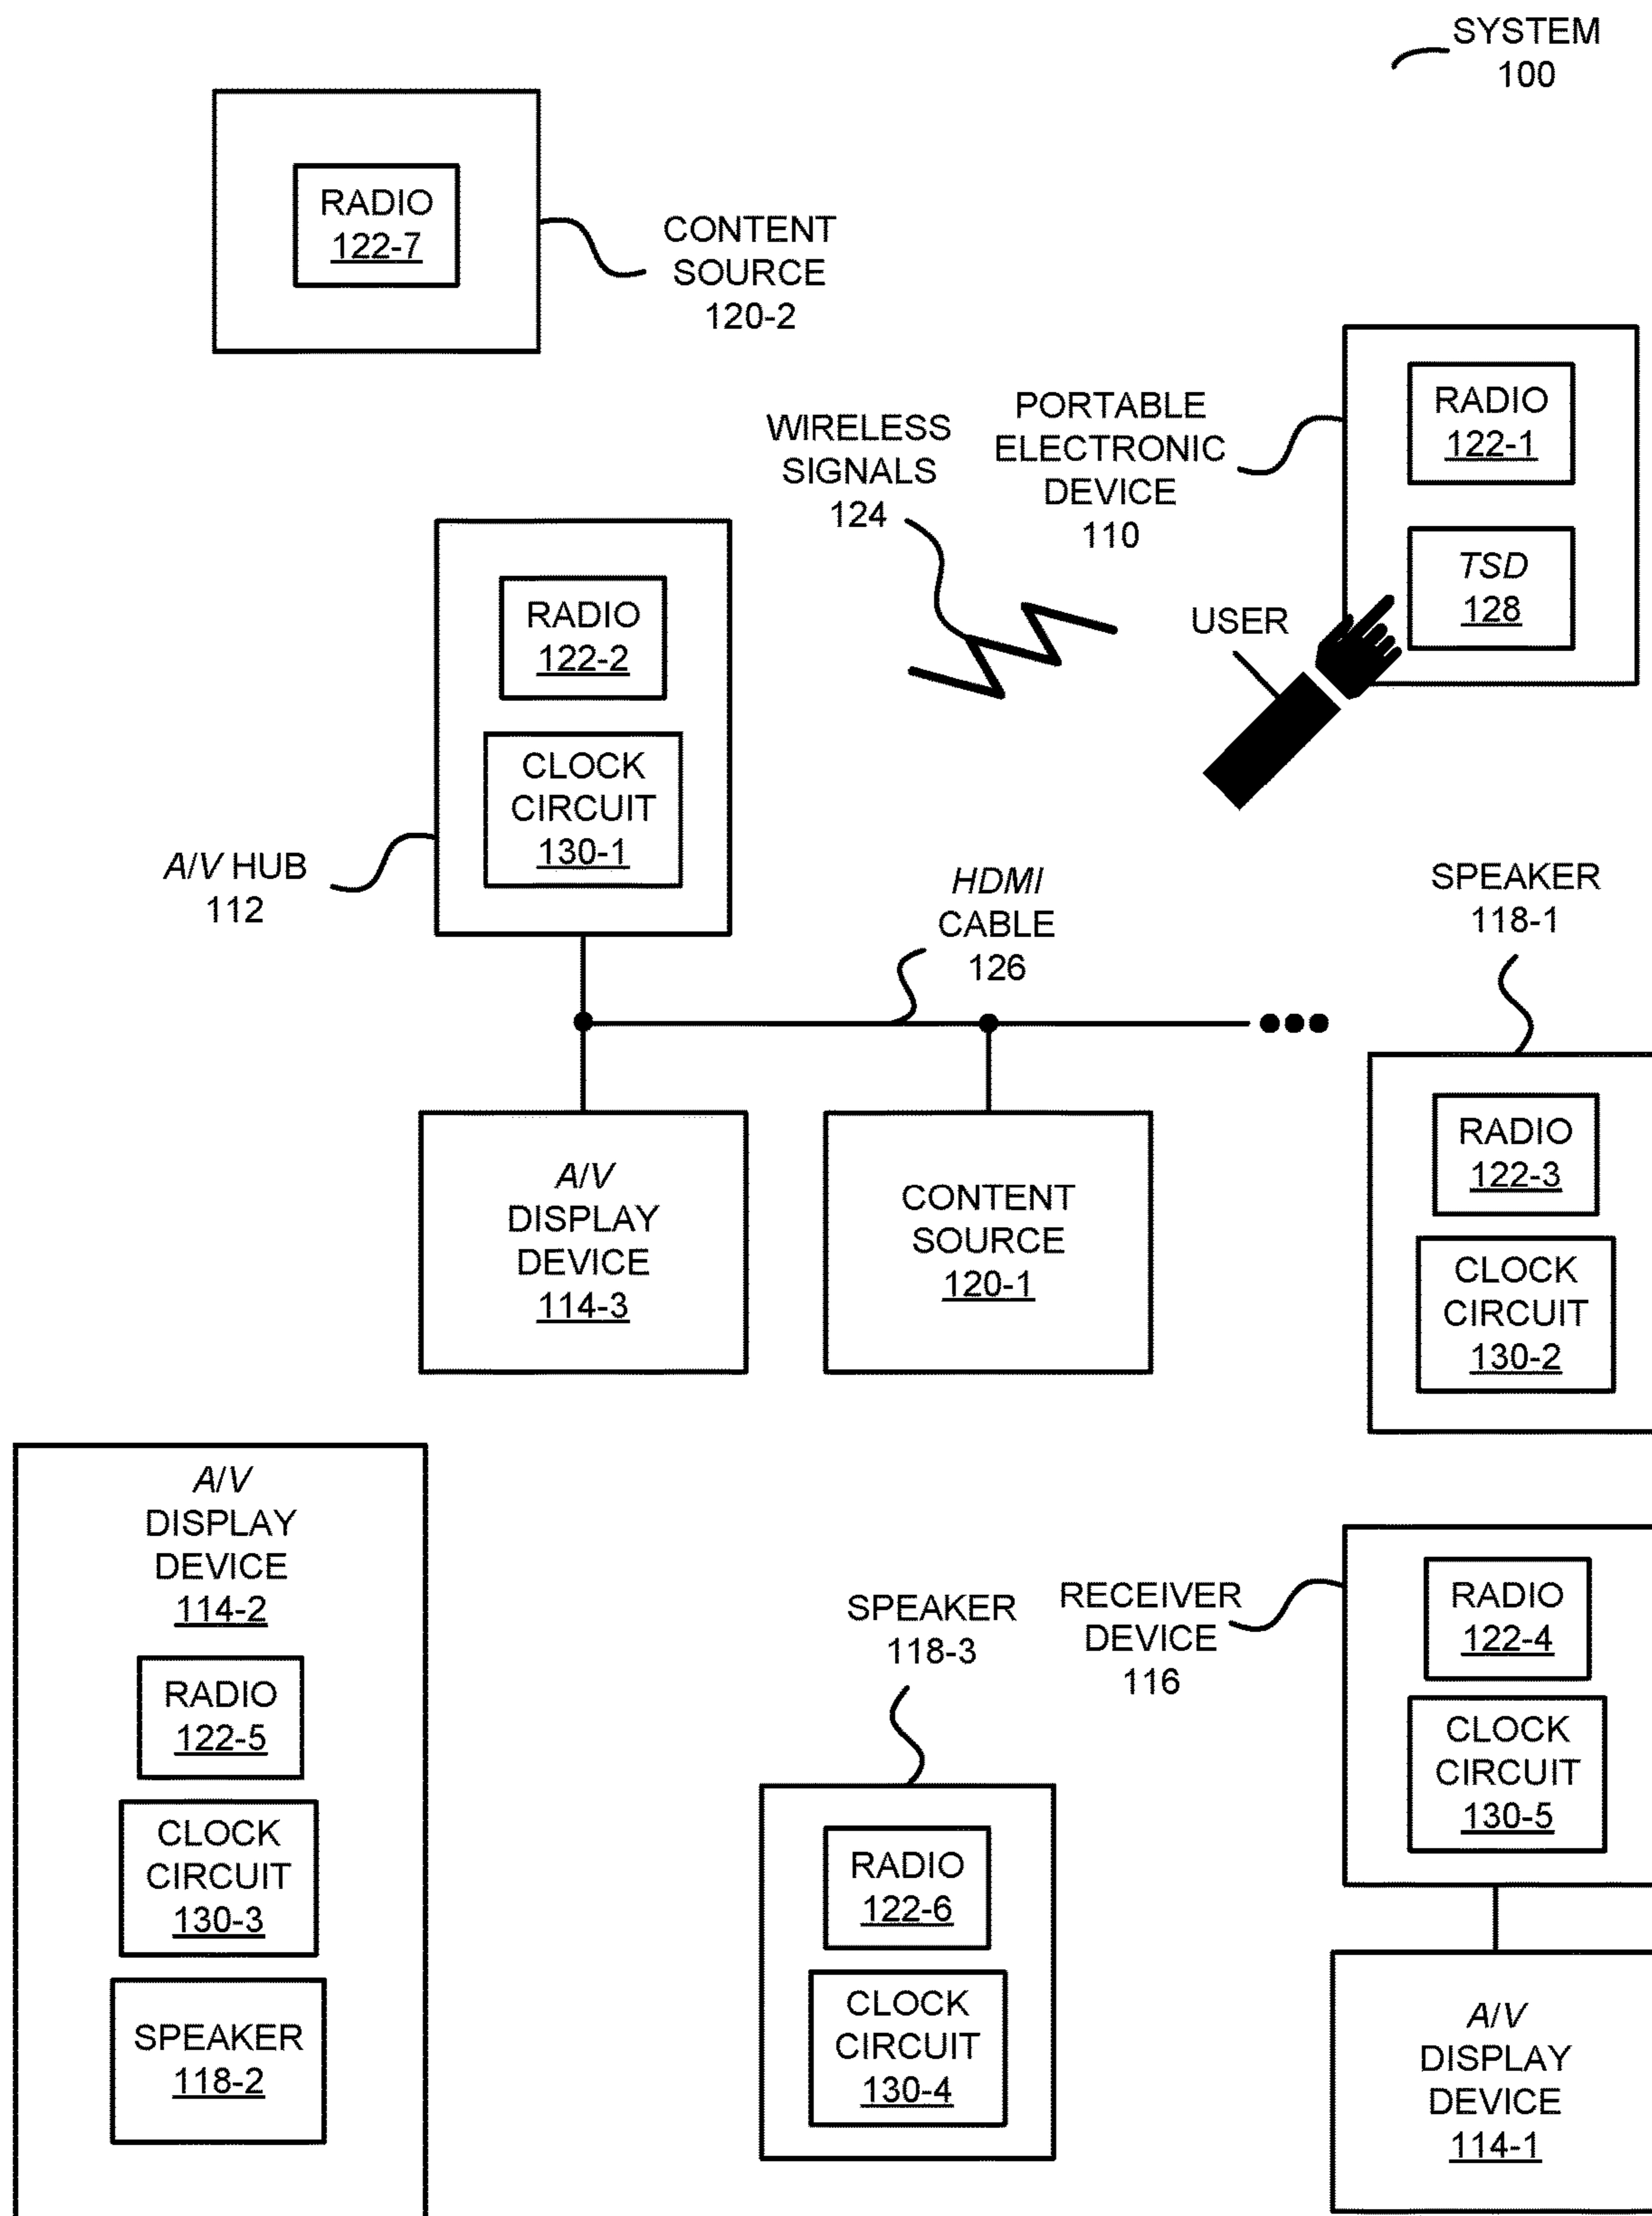 SYSTEM
100
RADIO
122-7
CONTENT
SOURCE
120-2
WIRELESS
SIGNALS
124
PORTABLE
ELECTRONIC
DEVICE
110
RADIO
122-1
TSD
128
USER
RADIO
122-2
CLOCK
CIRCUIT
130-1
A/V HUB
112
HDMI
CABLE
126
SPEAKER
118-1
A/V
DISPLAY
DEVICE
114-3
CONTENT
SOURCE
120-1
RADIO
122-3
CLOCK
CIRCUIT
130-2
A/V
DISPLAY
DEVICE
114-2
RADIO
122-5
CLOCK
CIRCUIT
130-3
SPEAKER
118-2
SPEAKER
118-3
RADIO
122-6
CLOCK
CIRCUIT
130-4
RECEIVER
DEVICE
116
RADIO
122-4
CLOCK
CIRCUIT
130-5
A/V
DISPLAY
DEVICE
114-1